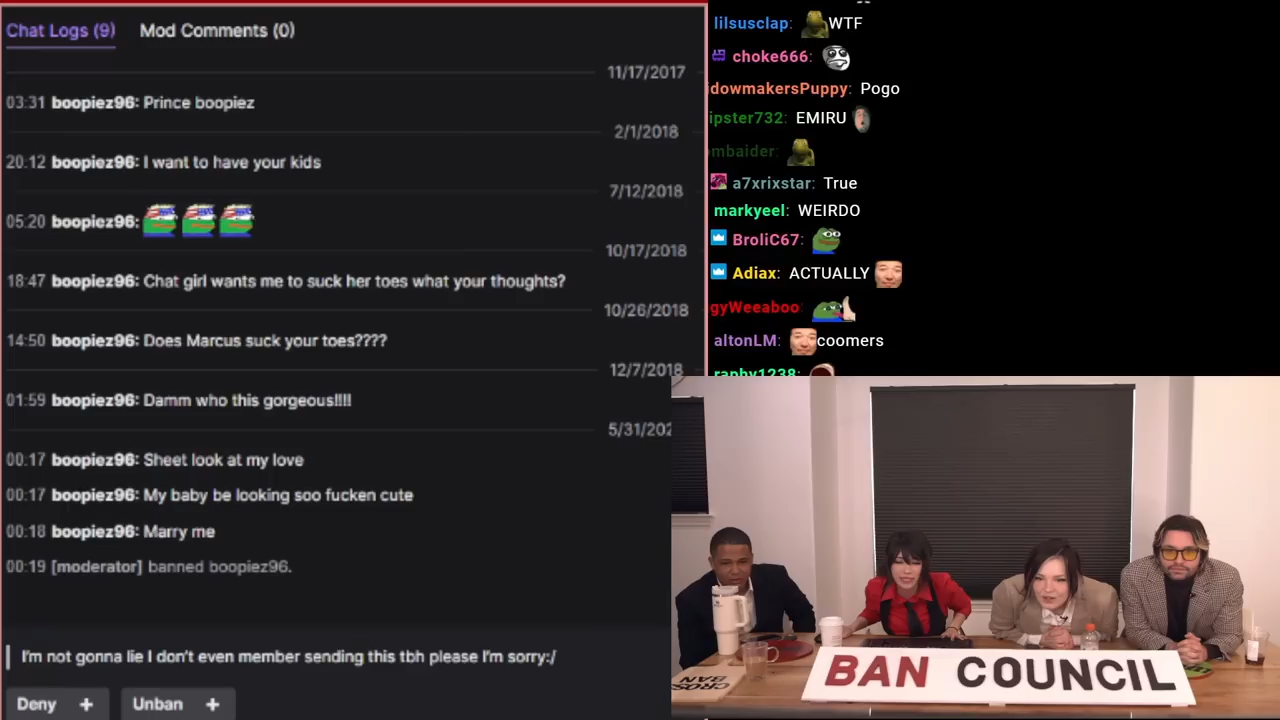 Chat Logs (9) Mod Comments (0)
11/17/2017
03:31 boopiez96: Prince boopiez
2/1/2018
20:12 boopiez96: I want to have your kids
7/12/2018
05:20 boopiez96:
10/17/2018
18:47 boopiez96: Chat girl wants me to suck her toes what your thoughts?
10/26/2018
14:50 boopiez96: Does Marcus suck your toes????
12/7/2018
01:59 boopiez96: Damm who this gorgeous!!!!
5/31/202
00:17 boopiez96: Sheet look at my love
00:17 boopiez96: My baby be looking soo fucken cute
00:18 boopiez96: Marry me
00:19 [moderator] banned boopiez96.
I'm not gonna lie I don't even member sending this tbh please I'm sorry:/
Deny + Unban +
lilsusclap: WTF
choke666:
dowmakersPuppy: Pogo
ipster732: EMIRU
mbaider:
a7xrixstar: True
markyeel: WEIRDO
BroliC67:
Adiax: ACTUALLY
gyWeeaboo:
altonLM: coomers
raphy1238:
BAN COUNCIL
CROS
BAN